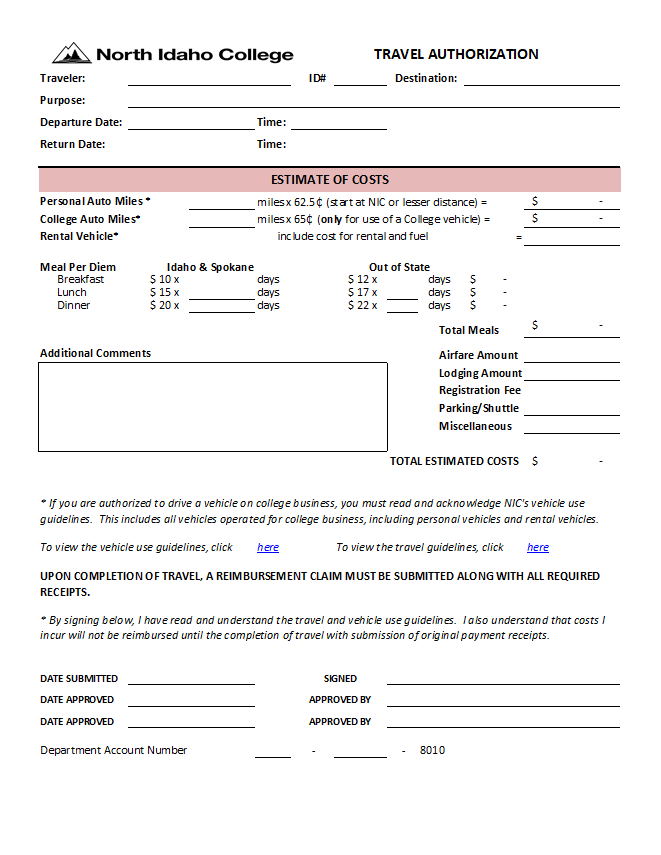 North Idaho College TRAVEL AUTHORIZATION
Traveler: ID# Destination:
Purpose:
Departure Date: Time:
Return Date: Time:
ESTIMATE OF COSTS
Personal Auto Miles * miles x 62.5¢ (start at NIC or lesser distance) = $ -
College Auto Miles* miles x 65¢ (only for use of a College vehicle) = $ -
Rental Vehicle* include cost for rental and fuel =
Meal Per Diem Idaho & Spokane Out of State
Breakfast $ 10 x days $ 12 x days $ -
Lunch $ 15 x days $ 17 x days $ -
Dinner $ 20 x days $ 22 x days $ -
Total Meals $ -
Additional Comments Airfare Amount
Lodging Amount
Registration Fee
Parking/Shuttle
Miscellaneous
TOTAL ESTIMATED COSTS $ -
* If you are authorized to drive a vehicle on college business, you must read and acknowledge NIC's vehicle use
guidelines. This includes all vehicles operated for college business, including personal vehicles and rental vehicles.
To view the vehicle use guidelines, click here To view the travel guidelines, click here
UPON COMPLETION OF TRAVEL, A REIMBURSEMENT CLAIM MUST BE SUBMITTED ALONG WITH ALL REQUIRED
RECEIPTS.
* By signing below, I have read and understand the travel and vehicle use guidelines. I also understand that costs I
incur will not be reimbursed until the completion of travel with submission of original payment receipts.
DATE SUBMITTED SIGNED
DATE APPROVED APPROVED BY
DATE APPROVED APPROVED BY
Department Account Number - - 8010